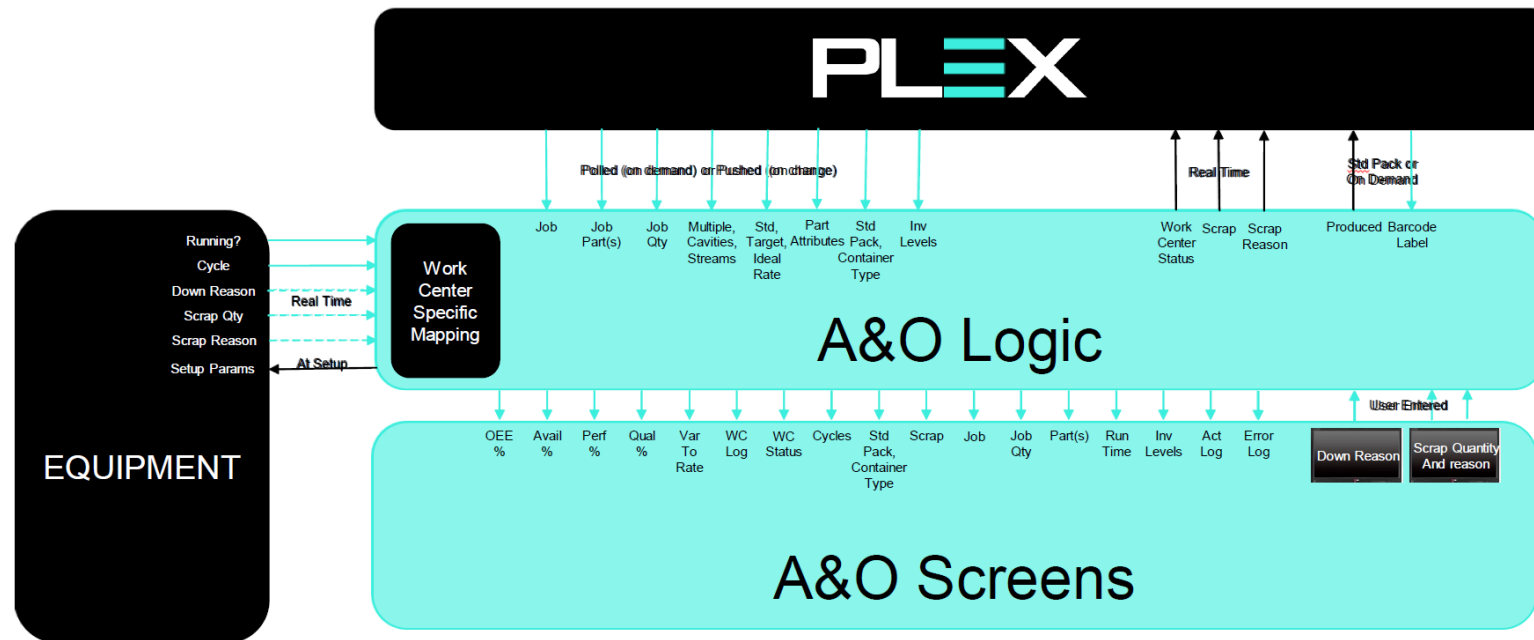 PLEX
Polled (on demand) or Pushed (on change)
Real Time
Std Pack or
On Demand
Job
Job
Part(s)
Job
Qty
Multiple,
Cavities,
Streams
Std,
Target,
Ideal
Rate
Part
Attributes
Std
Pack,
Container
Type
Inv
Levels
Work
Center
Status
Scrap
Scrap
Reason
Produced
Barcode
Label
Running?
Cycle
Down Reason
Scrap Qty
Scrap Reason
Setup Params
Real Time
At Setup
Work
Center
Specific
Mapping
A&O Logic
EQUIPMENT
User Entered
OEE
%
Avail
%
Perf
%
Qual
%
Var
To
Rate
WC
Log
WC
Status
Cycles
Std
Pack,
Container
Type
Scrap
Job
Job
Qty
Part(s)
Run
Time
Inv
Levels
Act
Log
Error
Log
Down Reason
Scrap Quantity
And reason
A&O Screens